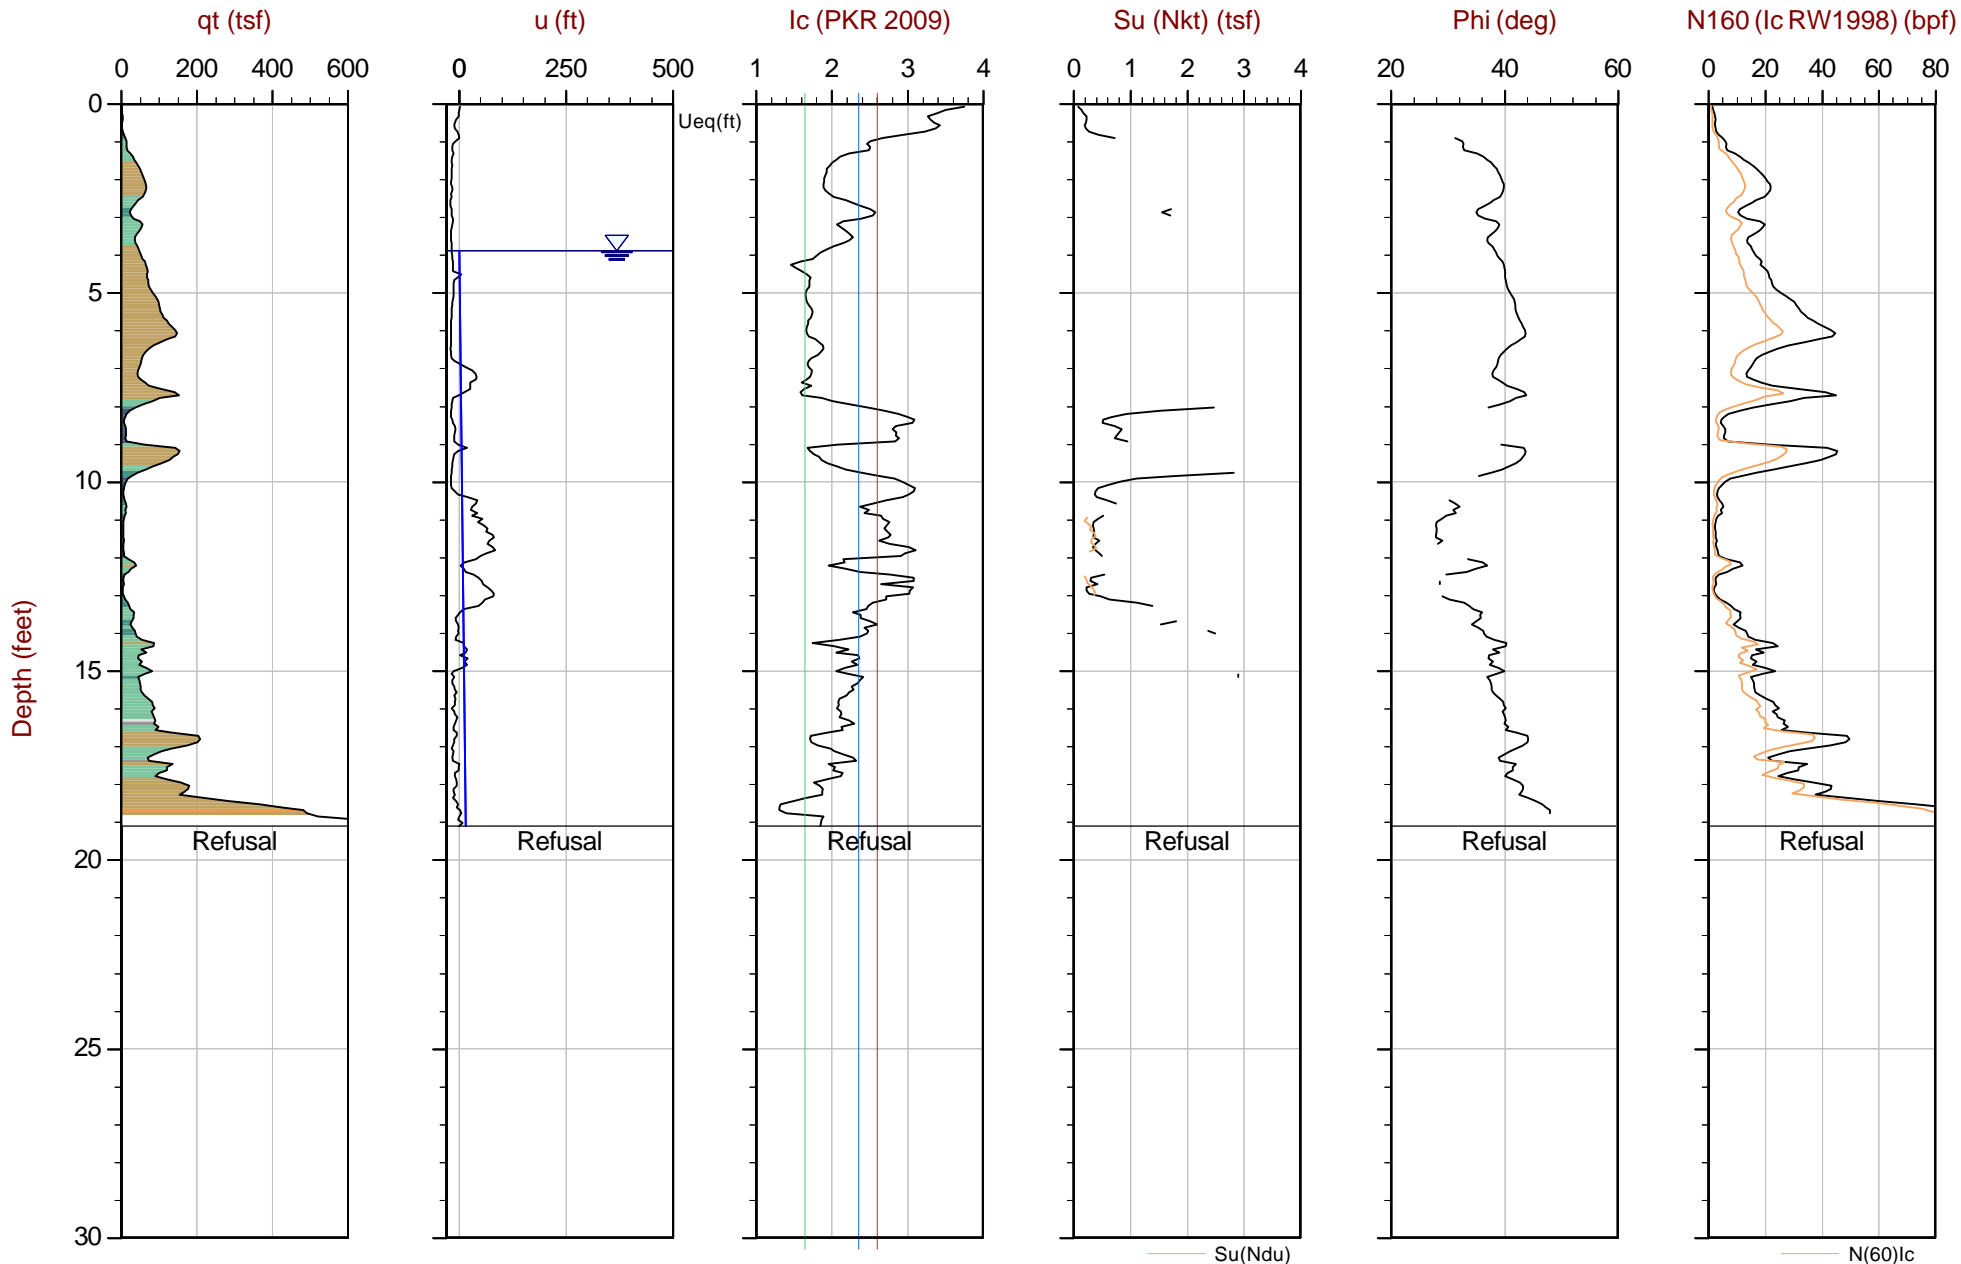 qt (tsf) u (ft) Ic (PKR 2009) Su (Nkt) (tsf) Phi (deg) N160 (Ic RW1998) (bpf)
0 200 400 600 0 250 500 1 2 3 4 0 1 2 3 4 20 40 60 0 20 40 60 80
0
Ueq(ft)
5
10
Depth (feet)
15
Refusal Refusal Refusal Refusal Refusal Refusal
20
25
30
Su(Ndu) N(60)Ic